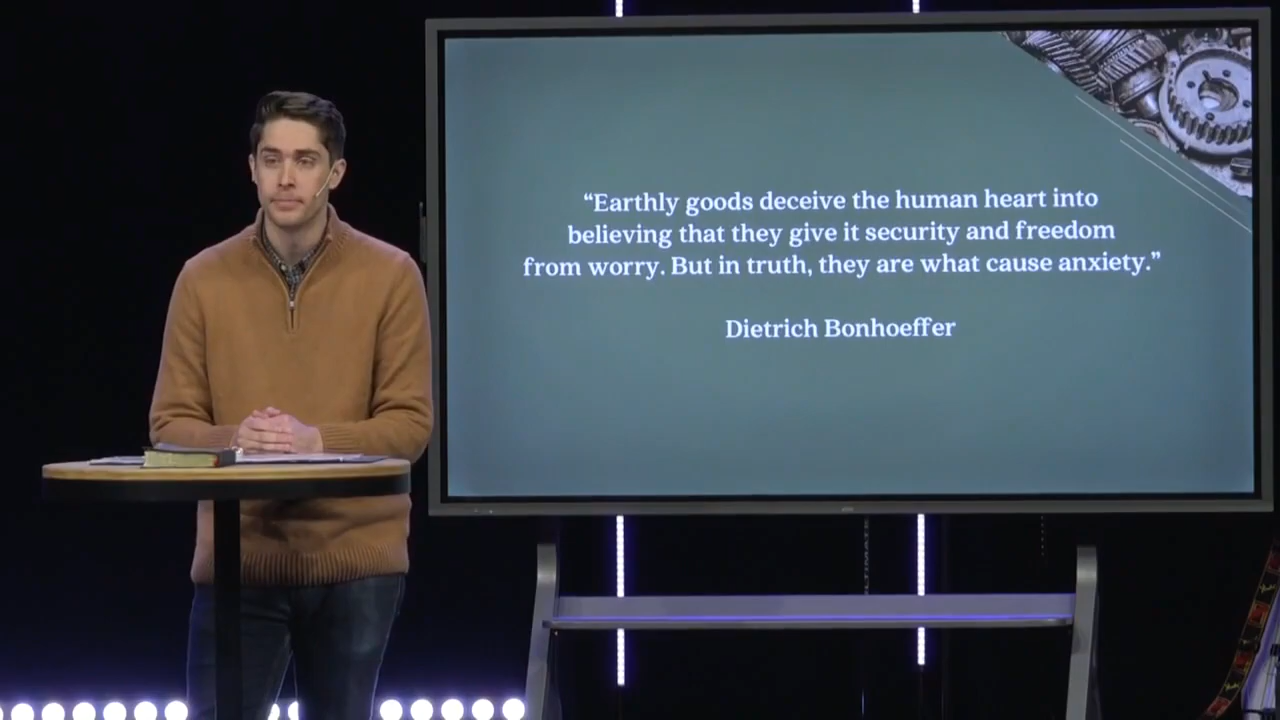 “Earthly goods deceive the human heart into
believing that they give it security and freedom
from worry. But in truth, they are what cause anxiety.”
Dietrich Bonhoeffer
ULTIMATE